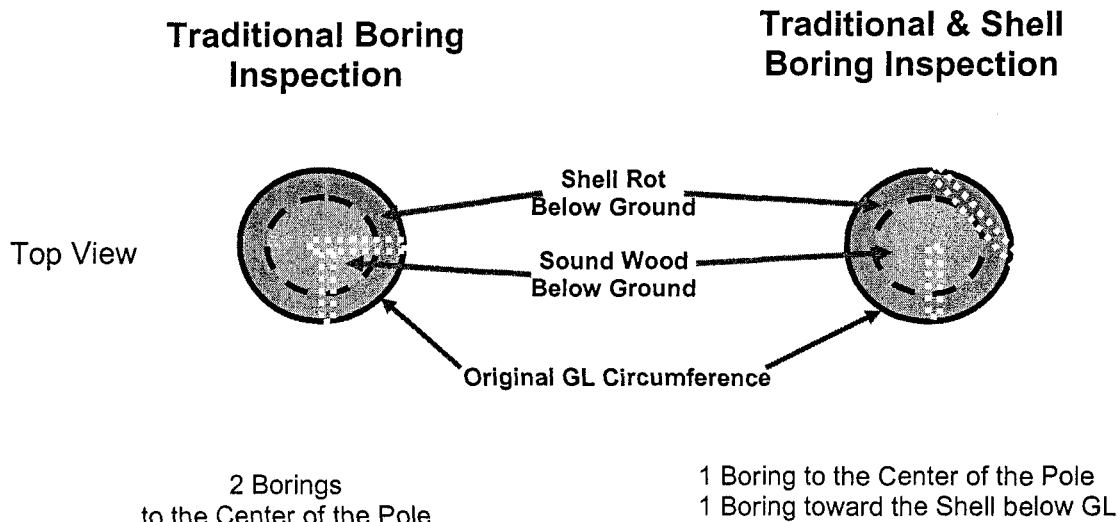 Traditional Boring
Inspection
Traditional & Shell
Boring Inspection
Top View
Shell Rot
Below Ground
Sound Wood
Below Ground
Original GL Circumference
2 Borings
to the Center of the Pole
1 Boring to the Center of the Pole
1 Boring toward the Shell below GL